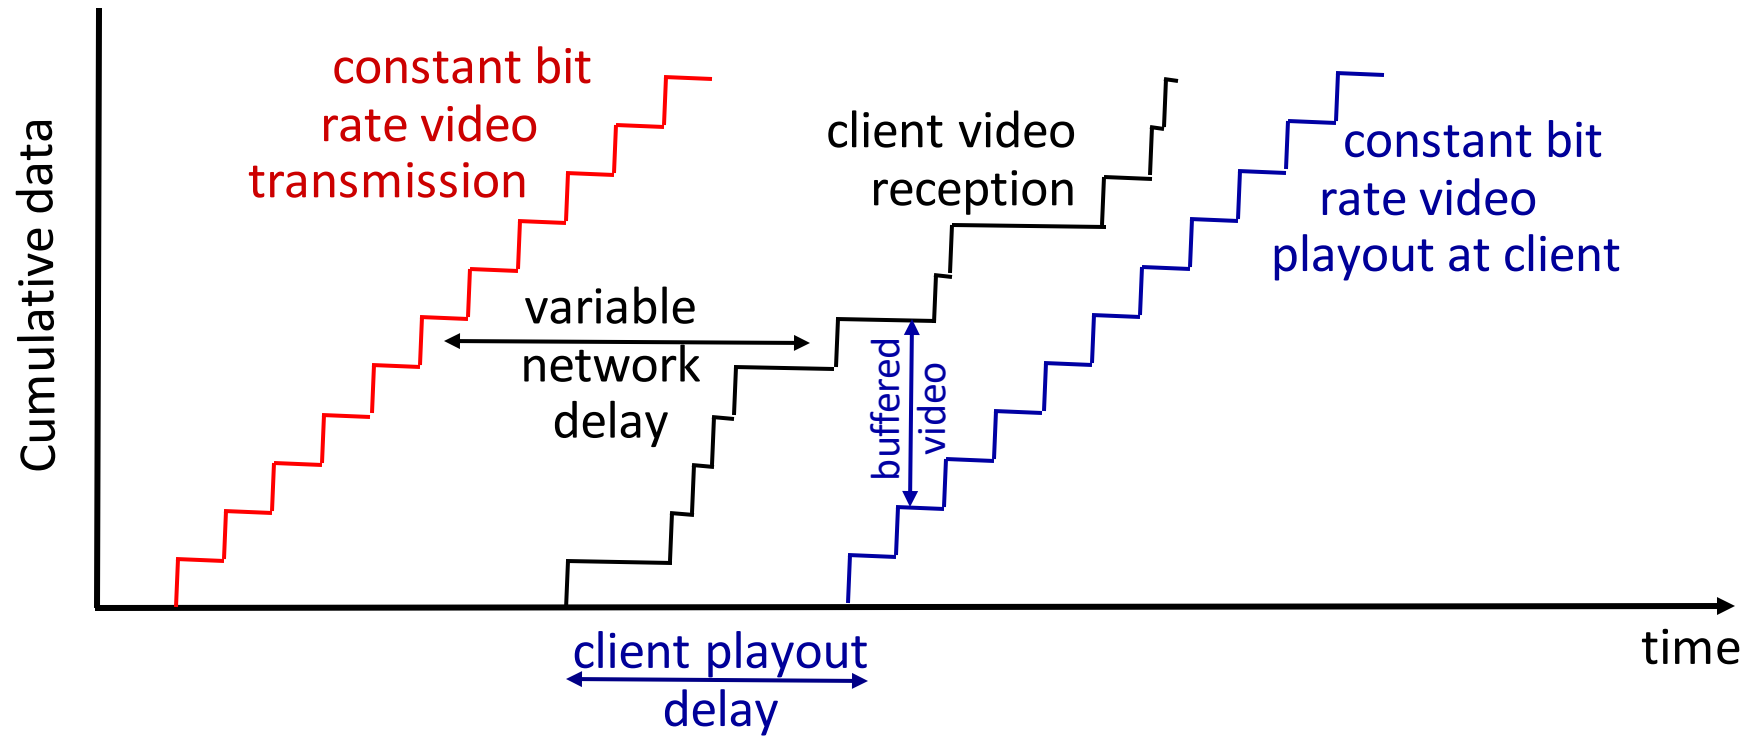 constant bit
rate video
transmission
client video
reception
constant bit
rate video
playout at client
variable
network
delay
buffered
video
Cumulative data
time
client playout
delay